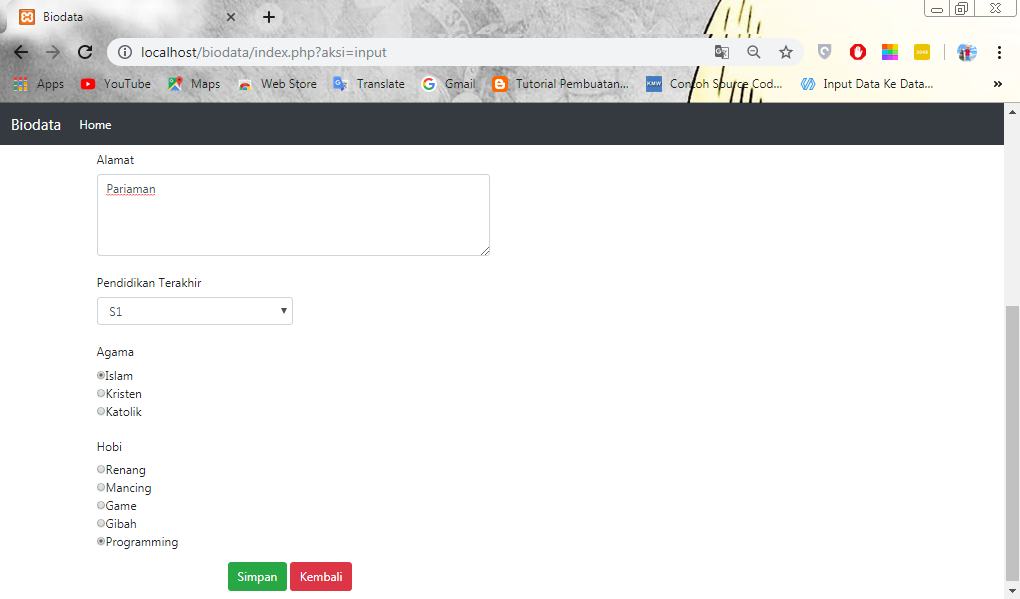 Biodata
localhost/biodata/index.php?aksi=input
Apps YouTube Maps Web Store Translate Gmail Tutorial Pembuatan... Contoh Source Cod... Input Data Ke Data... »
Biodata Home
Alamat
Pariaman
Pendidikan Terakhir
S1
Agama
Islam
Kristen
Katolik
Hobi
Renang
Mancing
Game
Gibah
Programming
Simpan Kembali